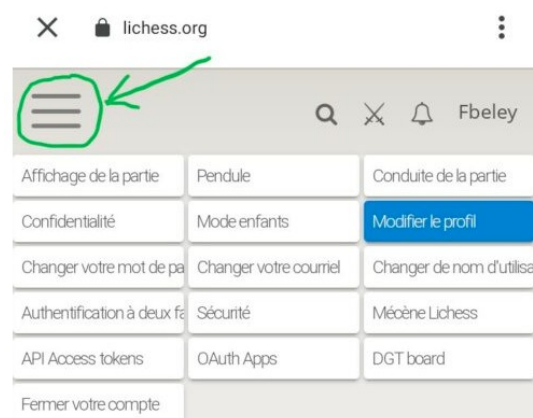 lichess.org
Fbeley
Affichage de la partie Pendule Conduite de la partie
Confidentialité Mode enfants Modifier le profil
Changer votre mot de pa Changer votre courriel Changer de nom d'utilisa
Authentification à deux fa Sécurité Mécène Lichess
API Access tokens OAuth Apps DGT board
Fermer votre compte